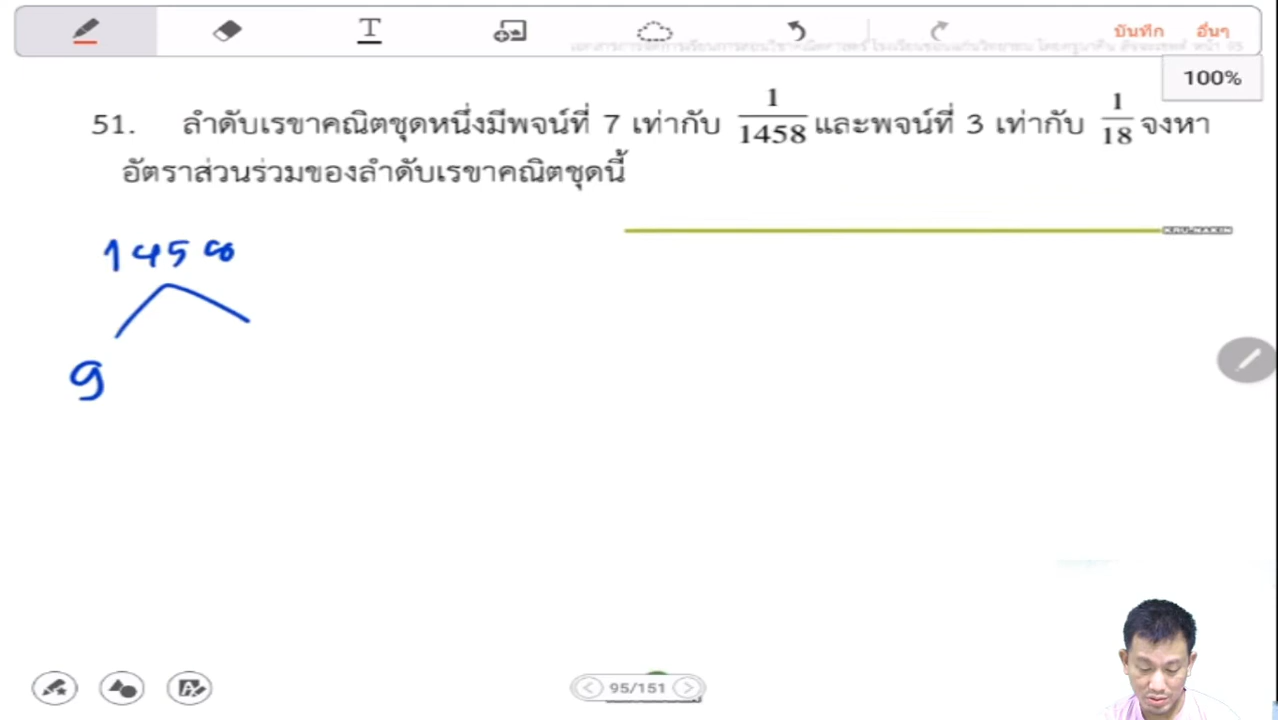 T บันทึก อื่นๆ
100%
51. ลำดับเรขาคณิตชุดหนึ่งมีพจน์ที่ 7 เท่ากับ 1/1458 และพจน์ที่ 3 เท่ากับ 1/18 จงหา
อัตราส่วนร่วมของลำดับเรขาคณิตชุดนี้
KRU.NAKIN
1458
9
95/151